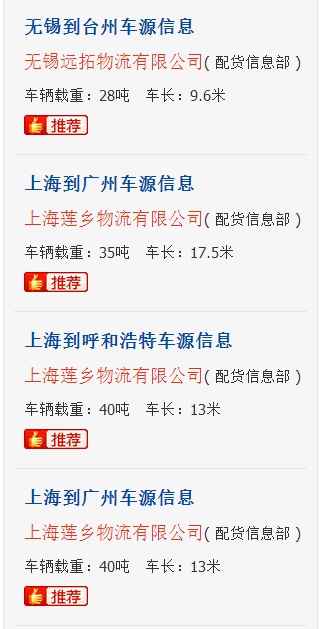 无锡到台州车源信息
无锡远拓物流有限公司( 配货信息部 )
车辆载重：28吨 车长：9.6米
推荐
上海到广州车源信息
上海莲乡物流有限公司( 配货信息部 )
车辆载重：35吨 车长：17.5米
推荐
上海到呼和浩特车源信息
上海莲乡物流有限公司( 配货信息部 )
车辆载重：40吨 车长：13米
推荐
上海到广州车源信息
上海莲乡物流有限公司( 配货信息部 )
车辆载重：40吨 车长：13米
推荐